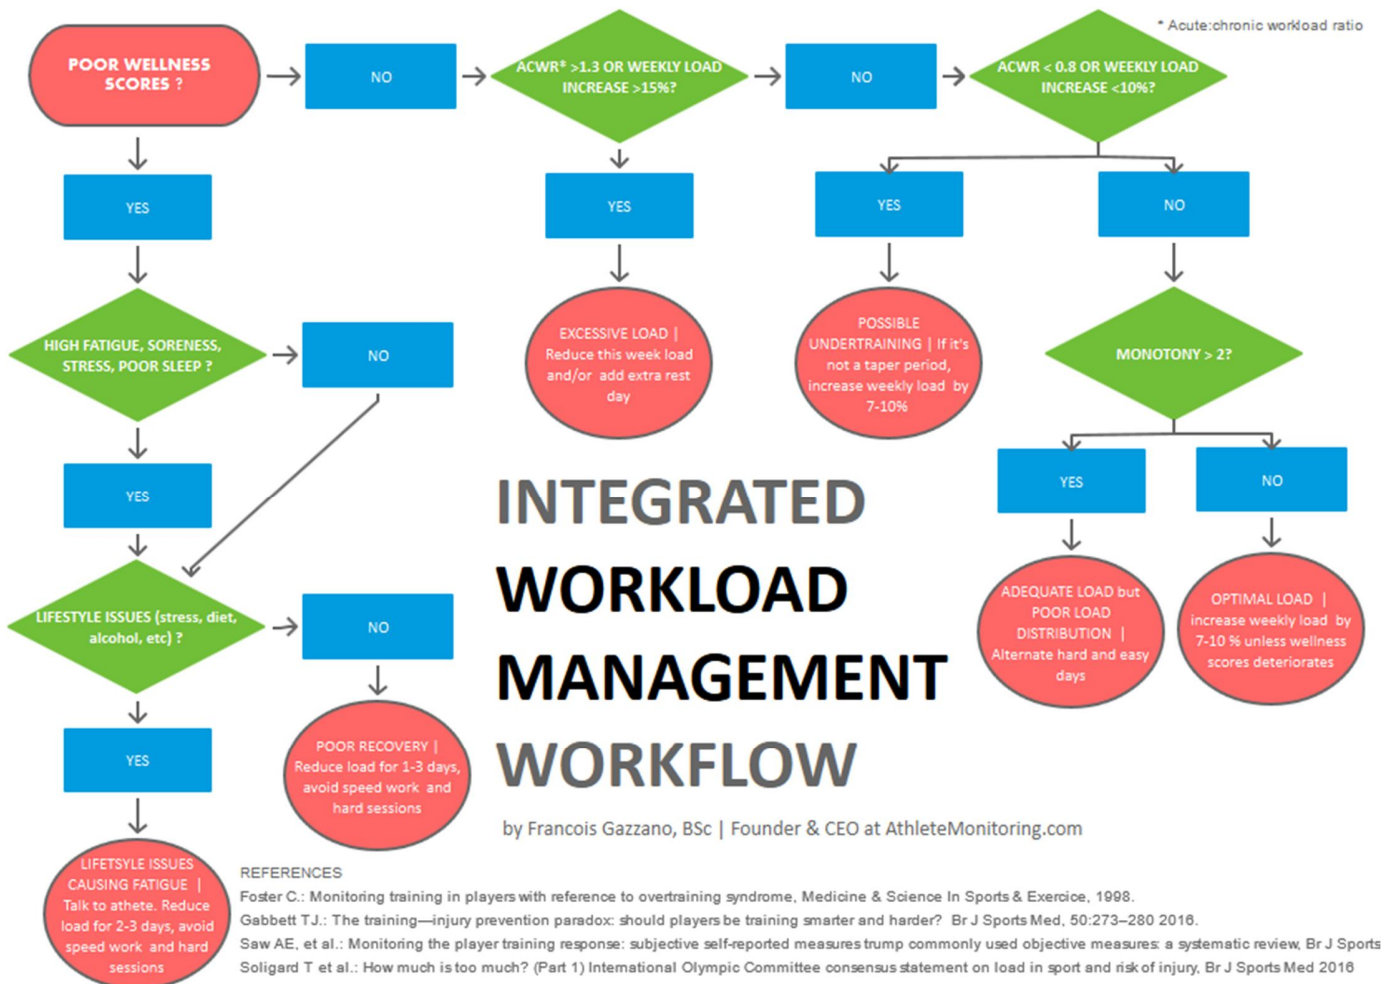 * Acute:chronic workload ratio
POOR WELLNESS
SCORES ?
NO
ACWR* >1.3 OR WEEKLY LOAD
INCREASE >15%?
NO
ACWR < 0.8 OR WEEKLY LOAD
INCREASE <10%?
YES
YES
YES
NO
HIGH FATIGUE, SORENESS,
STRESS, POOR SLEEP ?
NO
EXCESSIVE LOAD |
Reduce this week load
and/or add extra rest
day
POSSIBLE
UNDERTRAINING | If it's
not a taper period,
increase weekly load by
7-10%
MONOTONY > 2?
YES
YES
NO
LIFESTYLE ISSUES (stress, diet,
alcohol, etc) ?
NO
ADEQUATE LOAD but
POOR LOAD
DISTRIBUTION |
Alternate hard and easy
days
OPTIMAL LOAD |
increase weekly load by
7-10 % unless wellness
scores deteriorates
YES
POOR RECOVERY |
Reduce load for 1-3 days,
avoid speed work and
hard sessions
LIFETSYLE ISSUES
CAUSING FATIGUE |
Talk to athete. Reduce
load for 2-3 days, avoid
speed work and hard
sessions
INTEGRATED
WORKLOAD
MANAGEMENT
WORKFLOW
by Francois Gazzano, BSc | Founder & CEO at AthleteMonitoring.com
REFERENCES
Foster C.: Monitoring training in players with reference to overtraining syndrome, Medicine & Science In Sports & Exercice, 1998.
Gabbett TJ.: The training—injury prevention paradox: should players be training smarter and harder? Br J Sports Med, 50:273–280 2016.
Saw AE, et al.: Monitoring the player training response: subjective self-reported measures trump commonly used objective measures: a systematic review, Br J Sports
Soligard T et al.: How much is too much? (Part 1) International Olympic Committee consensus statement on load in sport and risk of injury, Br J Sports Med 2016